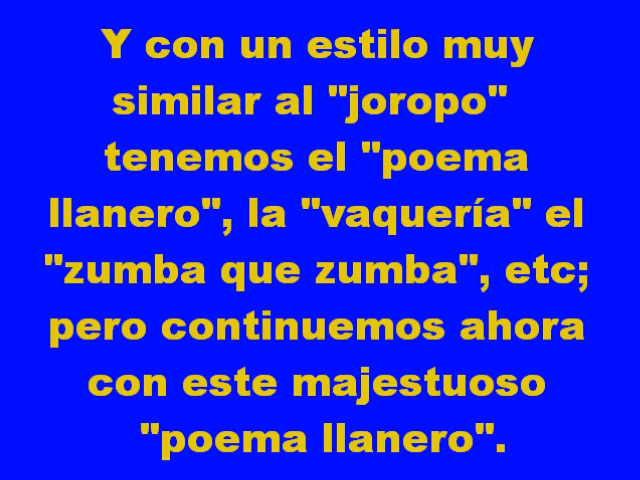 Y con un estilo muy
similar al "joropo"
tenemos el "poema
llanero", la "vaquería" el
"zumba que zumba", etc;
pero continuemos ahora
con este majestuoso
"poema llanero".